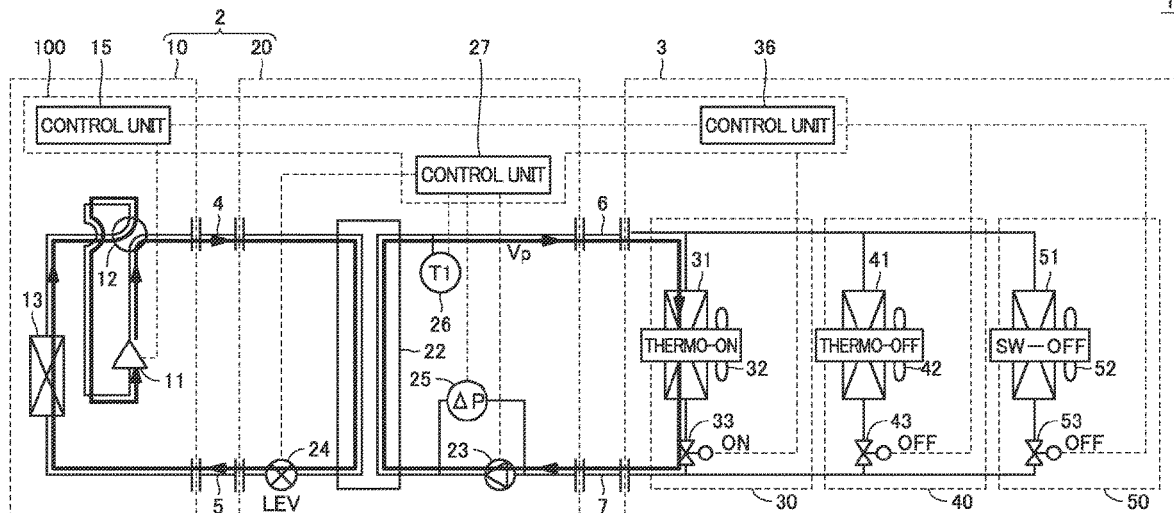 1
2
100 15 10 20 27 3 36
CONTROL UNIT
CONTROL UNIT
CONTROL UNIT
4
6
12
Vp
T1
26
31
41
51
13
11
22
THERMO-ON
THERMO-OFF
SW-OFF
32
42
52
25
ΔP
24
23
33
ON
43
OFF
53
OFF
LEV
5
7
30
40
50